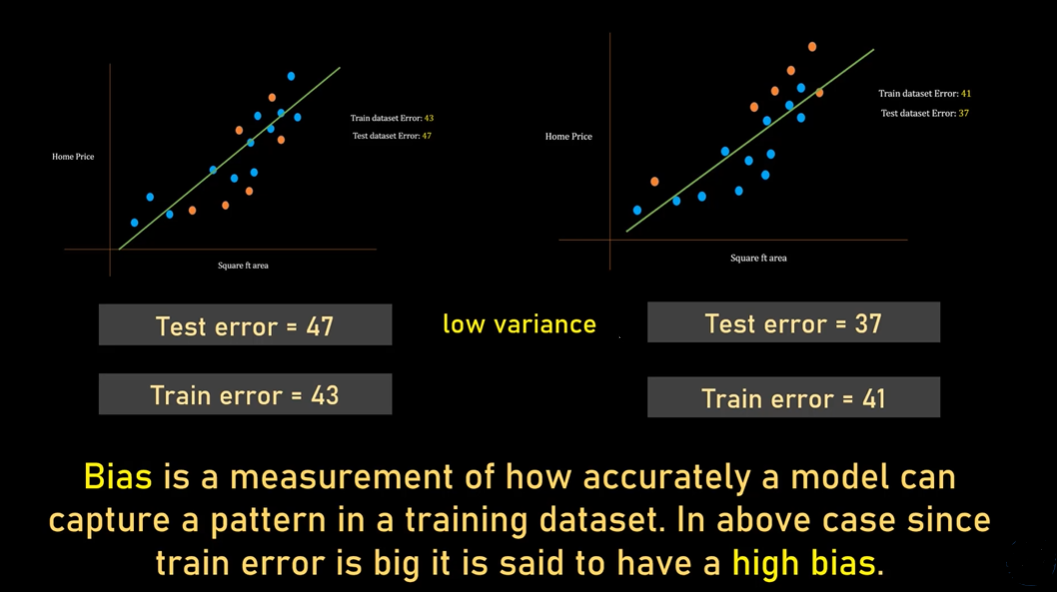 Train dataset Error: 43
Test dataset Error: 47
Home Price
Square ft area
Train dataset Error: 41
Test dataset Error: 37
Home Price
Square ft area
Test error = 47
low variance
Test error = 37
Train error = 43
Train error = 41
Bias is a measurement of how accurately a model can
capture a pattern in a training dataset. In above case since
train error is big it is said to have a high bias.